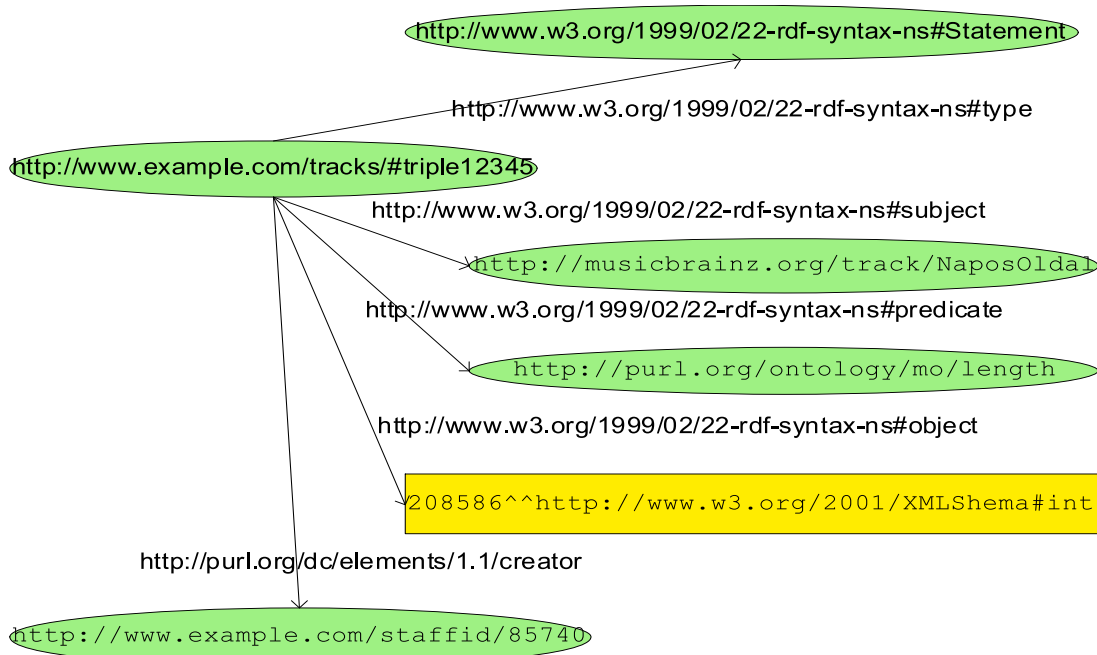 http://www.w3.org/1999/02/22-rdf-syntax-ns#Statement
http://www.w3.org/1999/02/22-rdf-syntax-ns#type
http://www.example.com/tracks/#triple12345
http://www.w3.org/1999/02/22-rdf-syntax-ns#subject
http://musicbrainz.org/track/NaposOldal
http://www.w3.org/1999/02/22-rdf-syntax-ns#predicate
http://purl.org/ontology/mo/length
http://www.w3.org/1999/02/22-rdf-syntax-ns#object
/208586^^http://www.w3.org/2001/XMLShema#int
http://purl.org/dc/elements/1.1/creator
http://www.example.com/staffid/85740